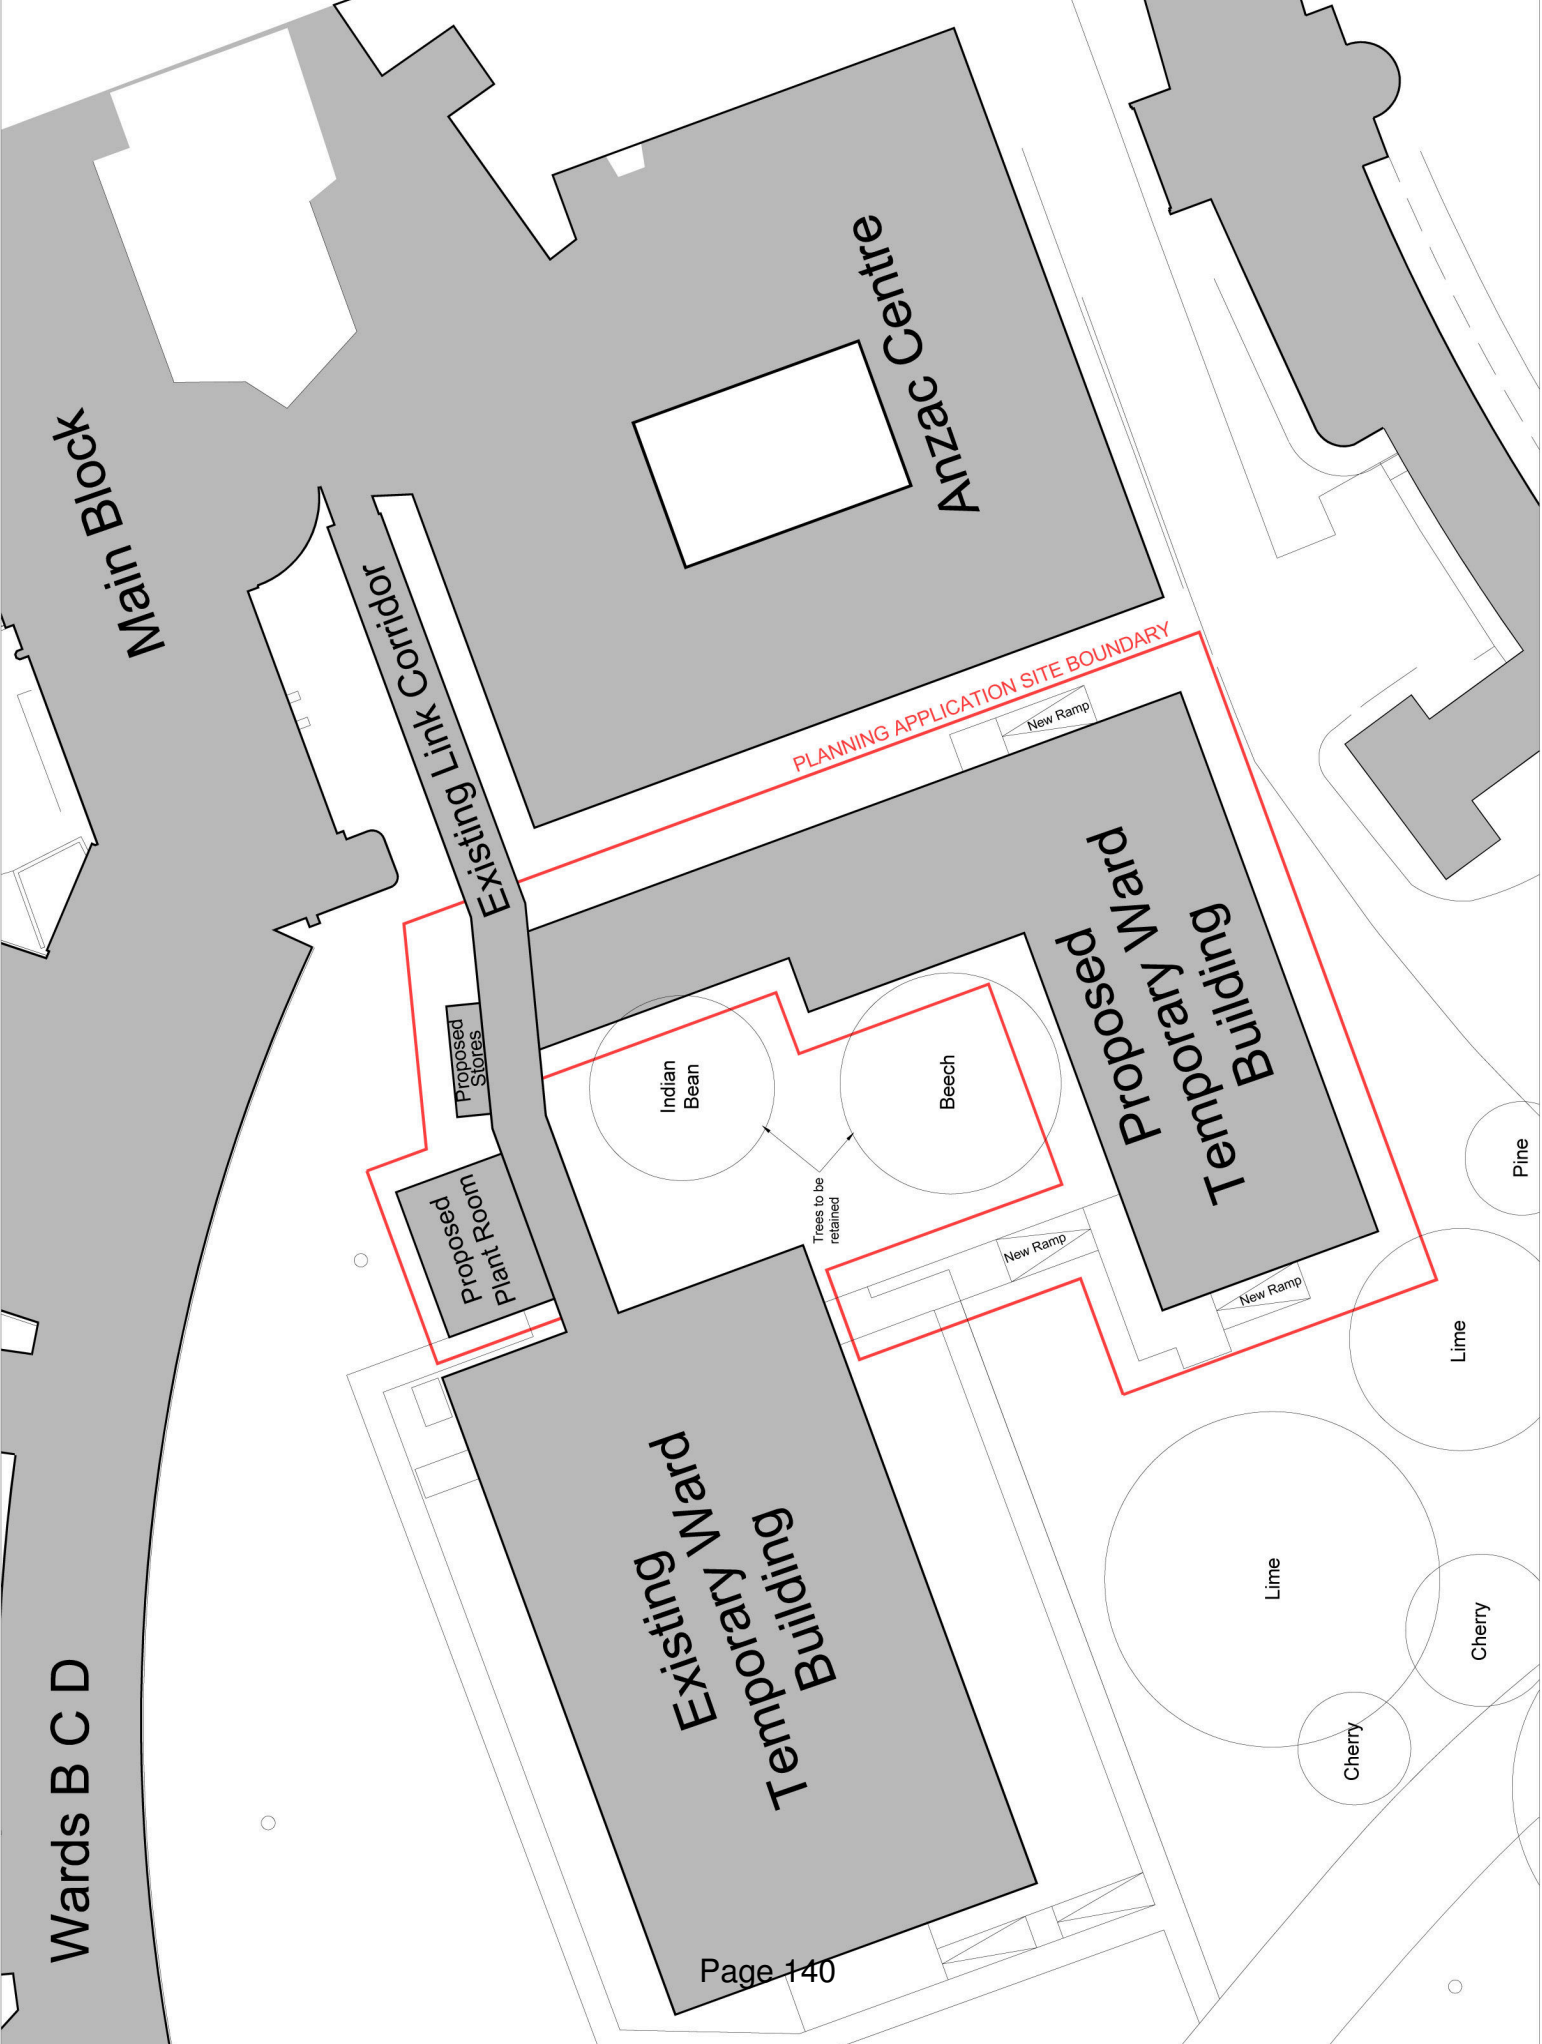 Main Block
Anzac Centre
Existing Link Corridor
PLANNING APPLICATION SITE BOUNDARY
New Ramp
Proposed
Temporary Ward
Building
Proposed
Stores
Indian
Bean
Beech
Trees to be
retained
Proposed
Plant Room
New Ramp
New Ramp
Pine
Lime
Lime
Cherry
Cherry
Existing
Temporary Ward
Building
Wards B C D
Page 140